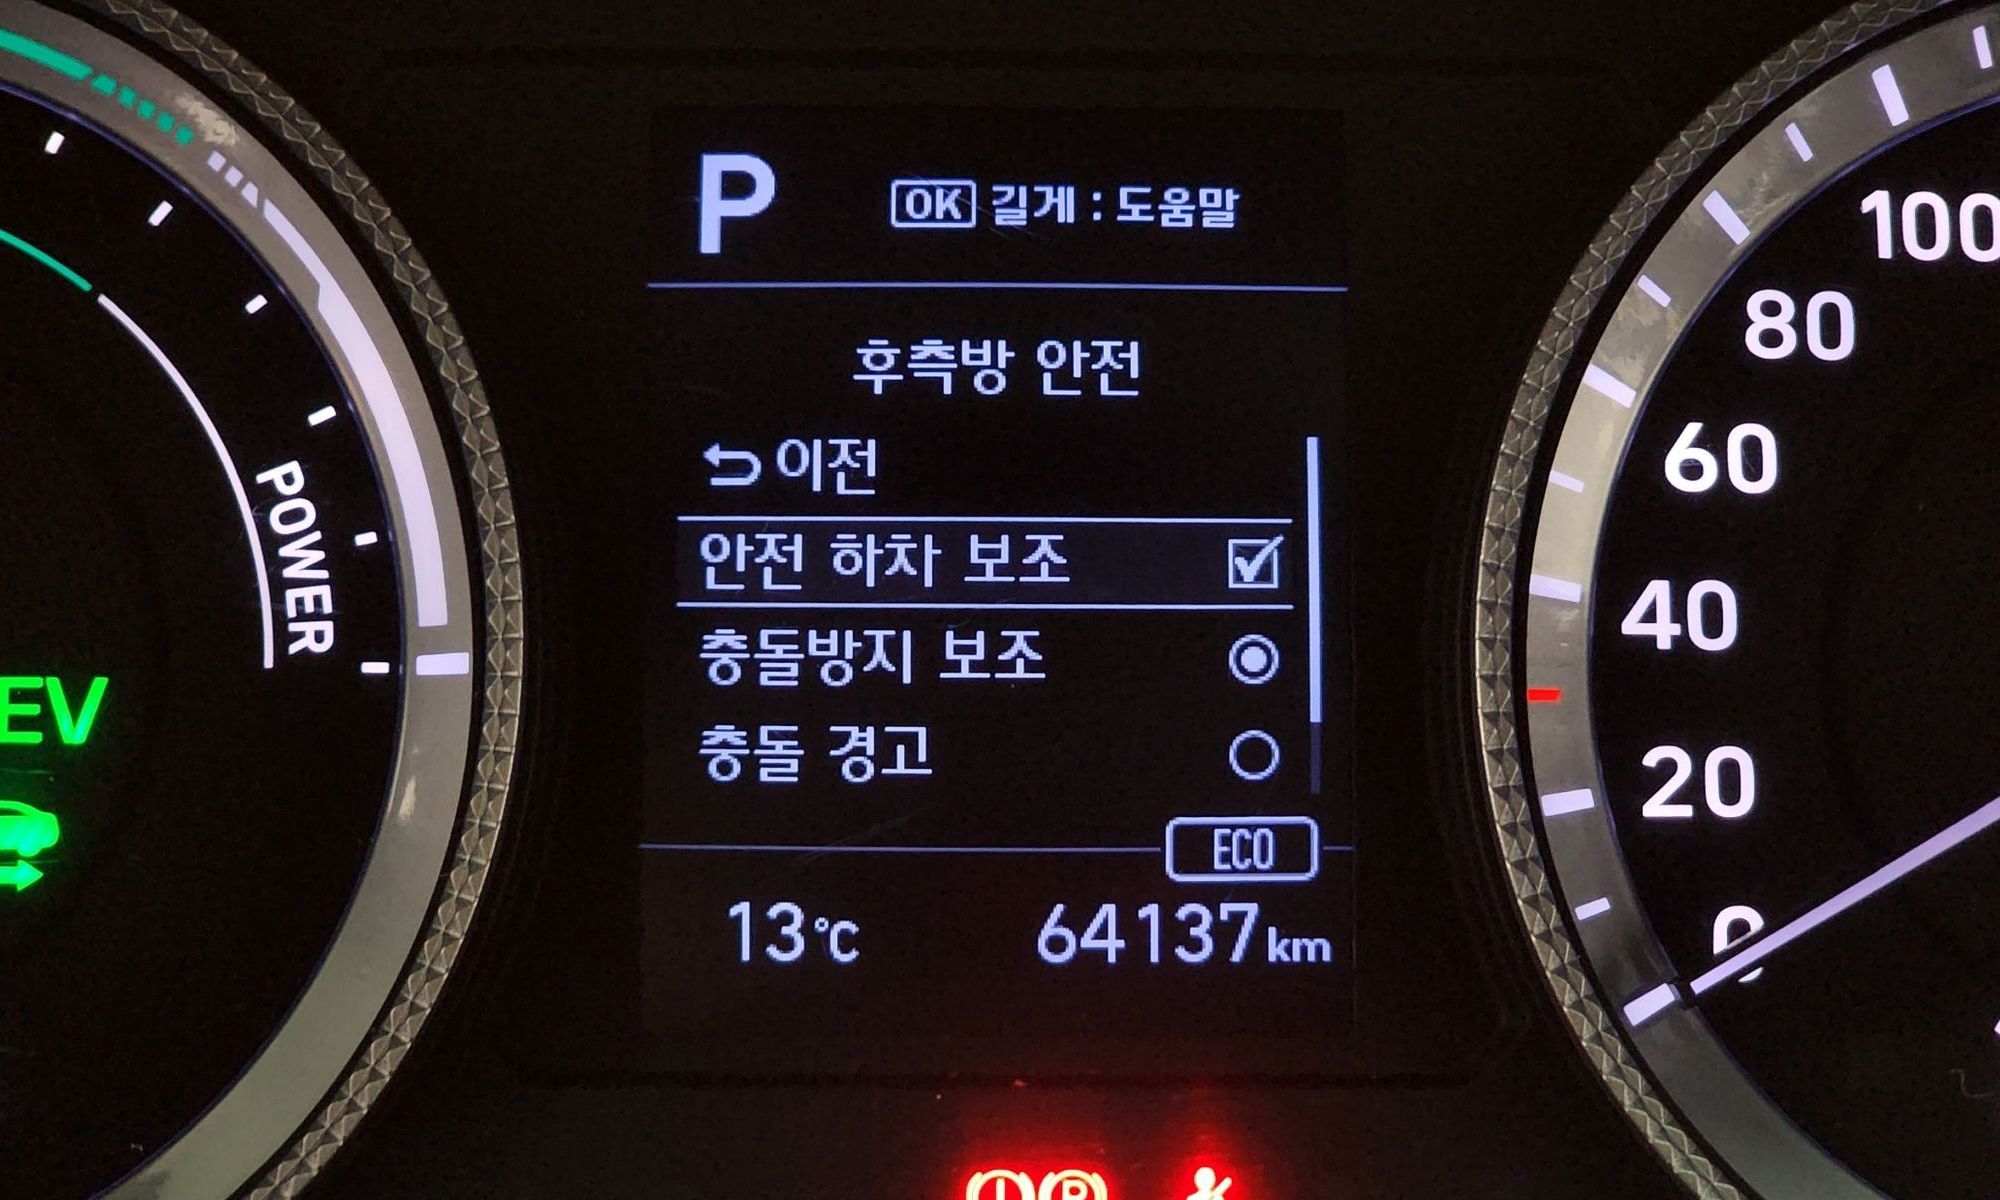 P
OK 길게 : 도움말
후측방 안전
이전
안전 하차 보조
충돌방지 보조
충돌 경고
ECO
13℃ 64137km
POWER
EV
100
80
60
40
20
0
P